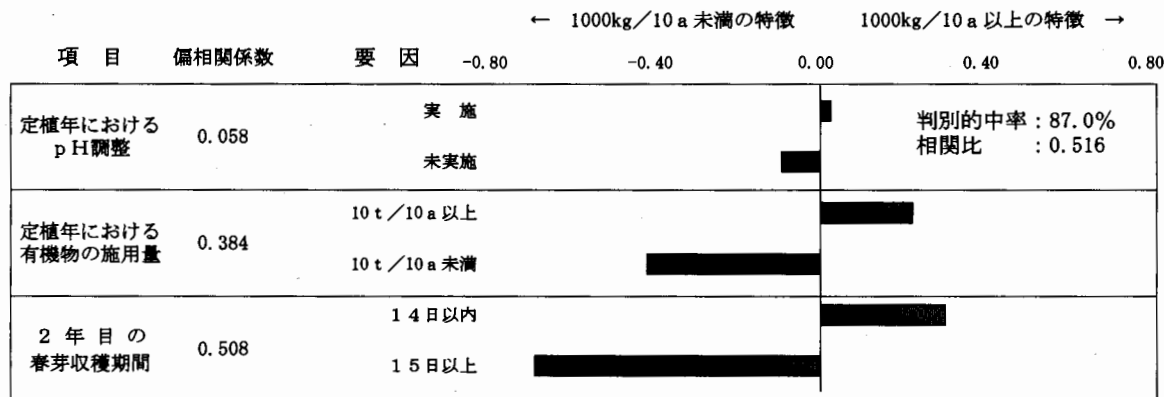 ← 1000kg／10a未満の特徴 1000kg／10a以上の特徴 →
項 目 偏相関係数 要 因 -0.80 -0.40 0.00 0.40 0.80
定植年における
ｐＨ調整
0.058
実 施
未実施
判別的中率：87.0%
相関比 ：0.516
定植年における
有機物の施用量
0.384
10ｔ／10a以上
10ｔ／10a未満
２年目の
春芽収穫期間
0.508
１４日以内
１５日以上